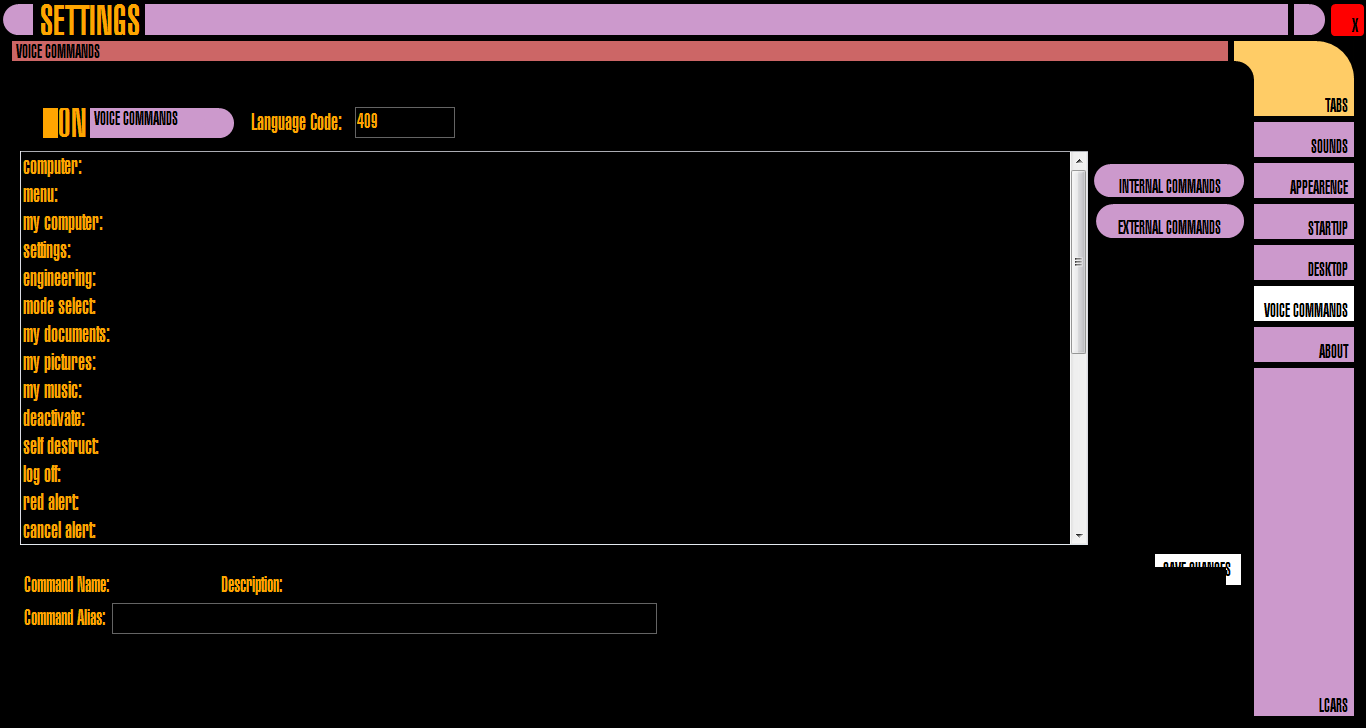 SETTINGS
X
VOICE COMMANDS
TABS
ON VOICE COMMANDS Language Code: 409
SOUNDS
APPEARENCE
STARTUP
DESKTOP
VOICE COMMANDS
ABOUT
LCARS
computer:
menu:
my computer:
settings:
engineering:
mode select:
my documents:
my pictures:
my music:
deactivate:
self destruct:
log off:
red alert:
cancel alert:
INTERNAL COMMANDS
EXTERNAL COMMANDS
SAVE CHANGES
Command Name: Description:
Command Alias: